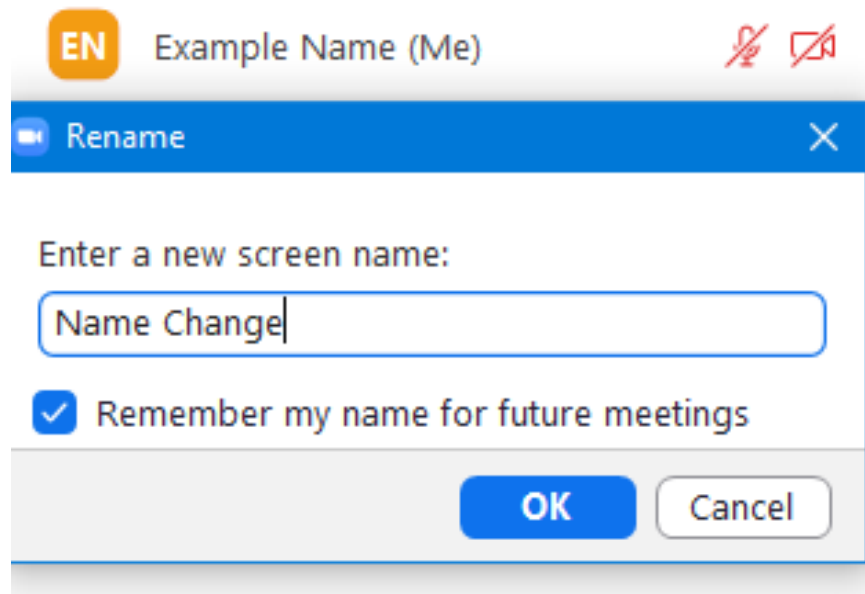 EN Example Name (Me)
Rename
Enter a new screen name:
Name Change
Remember my name for future meetings
OK Cancel